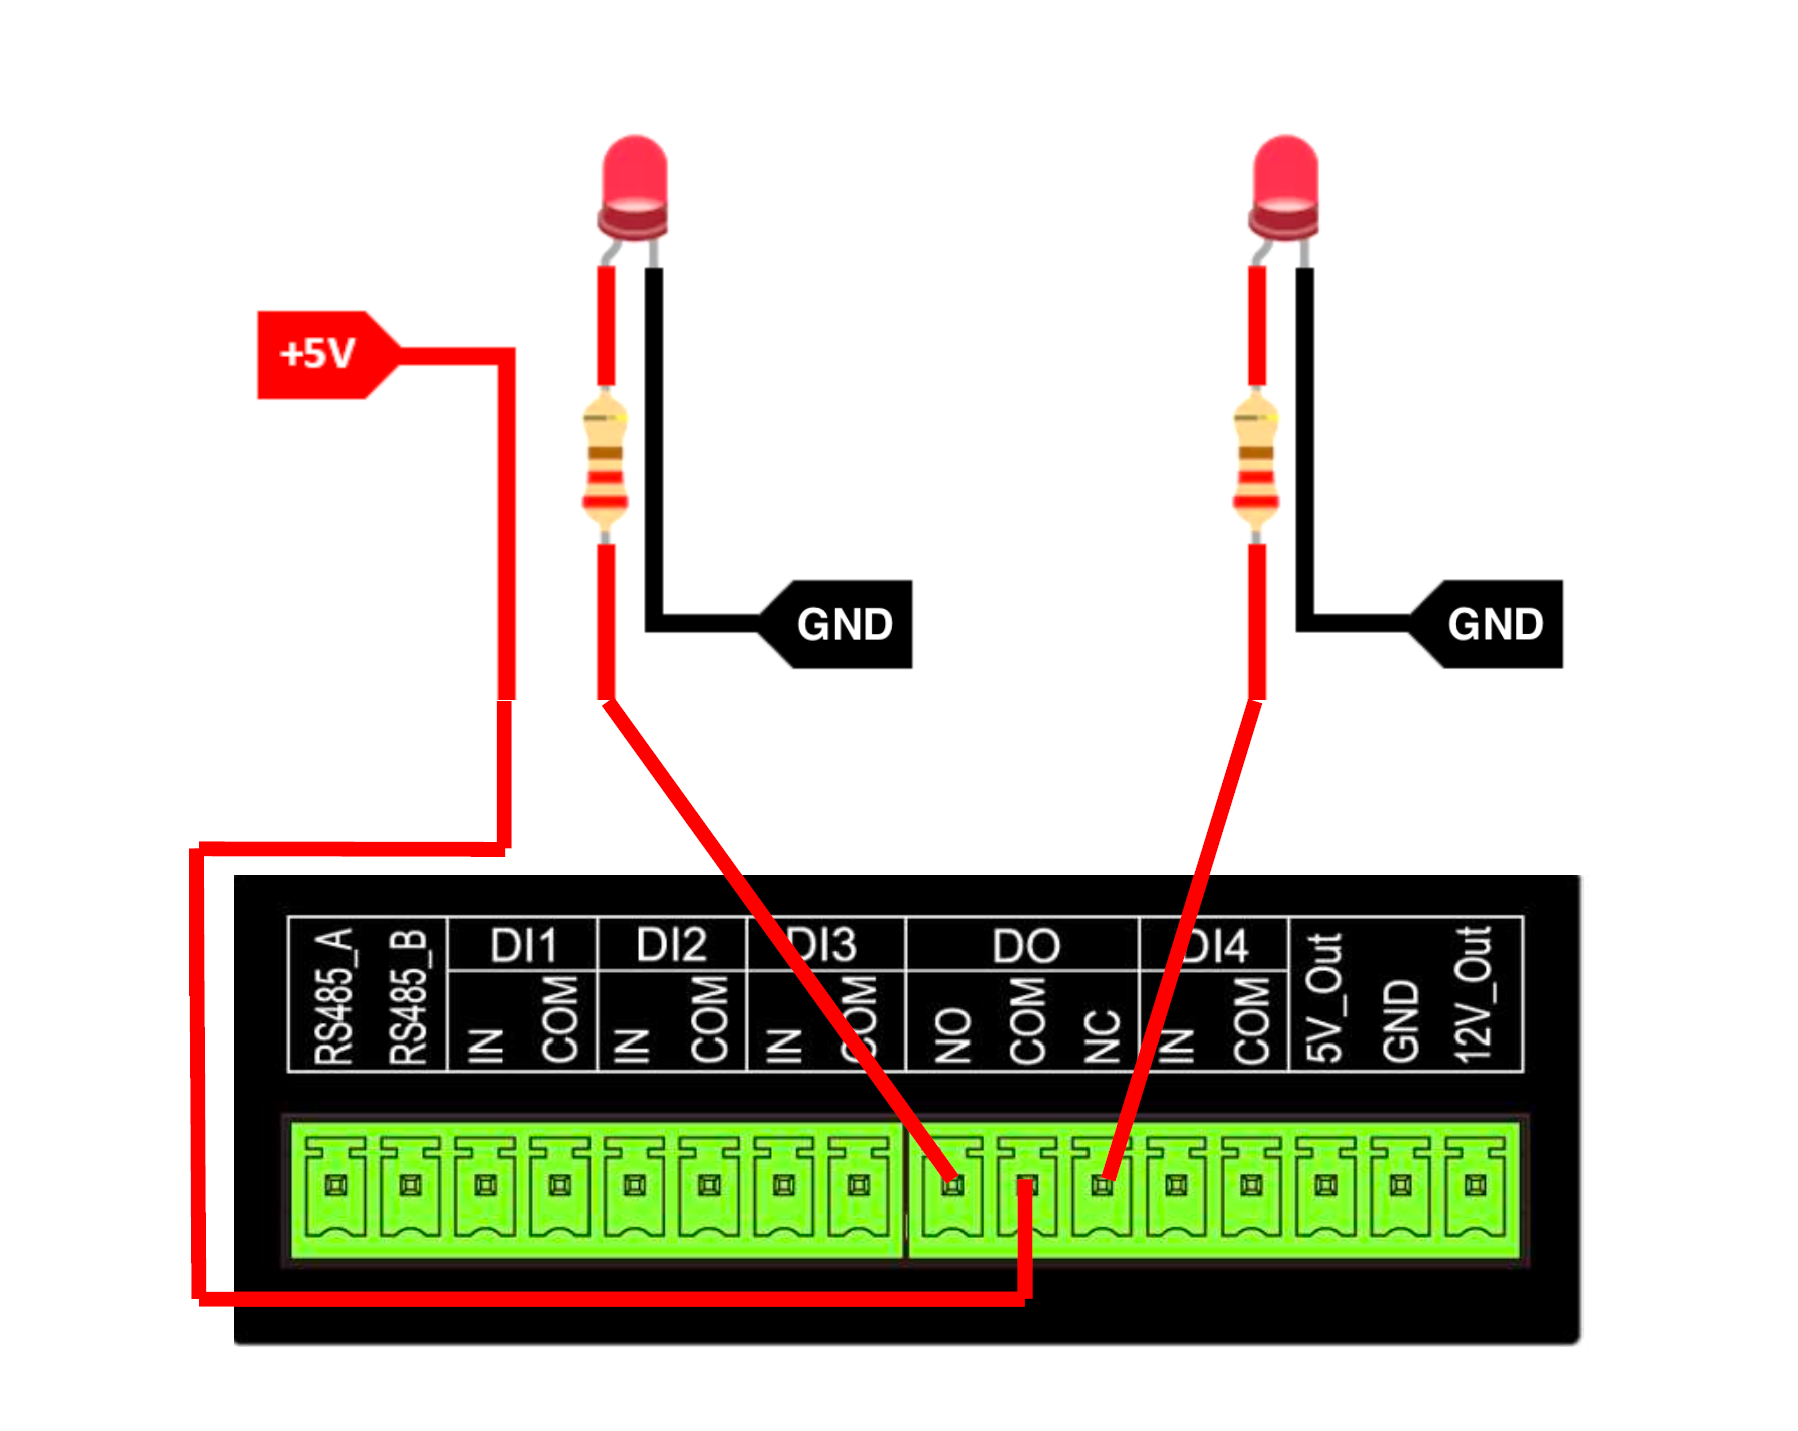 +5V
GND
GND
RS485_A
RS485_B
DI1
DI2
DI3
DO
DI4
IN
COM
IN
COM
IN
COM
NO
COM
NC
IN
COM
5V_Out
GND
12V_Out